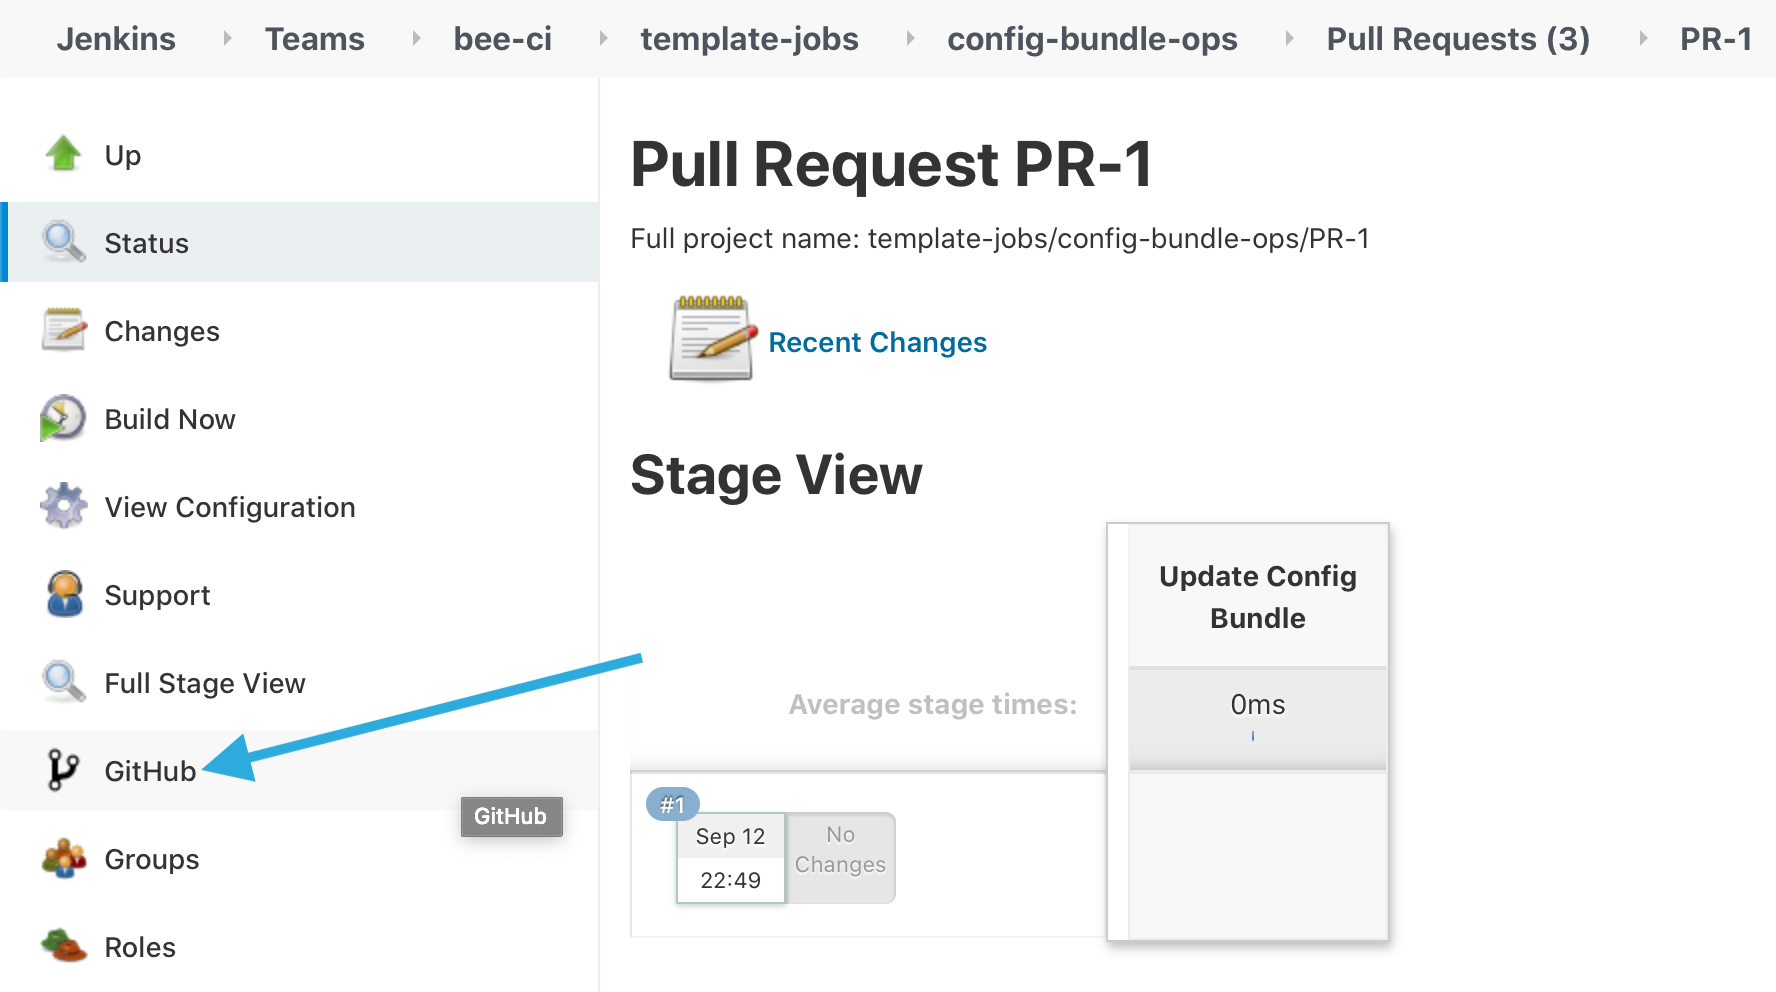 Jenkins Teams bee-ci template-jobs config-bundle-ops Pull Requests (3) PR-1
Up
Status
Changes
Build Now
View Configuration
Support
Full Stage View
GitHub
GitHub
Groups
Roles
Pull Request PR-1
Full project name: template-jobs/config-bundle-ops/PR-1
Recent Changes
Stage View
Update Config
Bundle
Average stage times:
0ms
#1
Sep 12
22:49
No
Changes